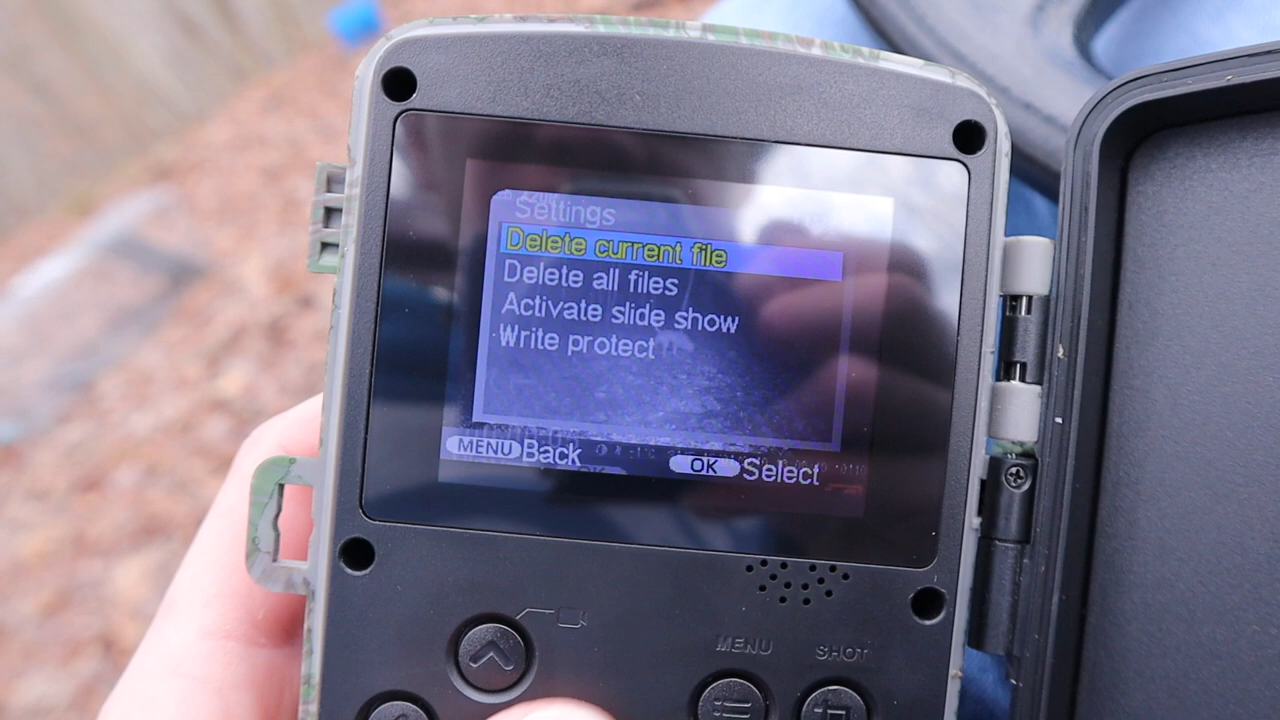 Settings
Delete current file
Delete all files
Activate slide show
Write protect
MENU Back
OK Select
MENU
SHOT